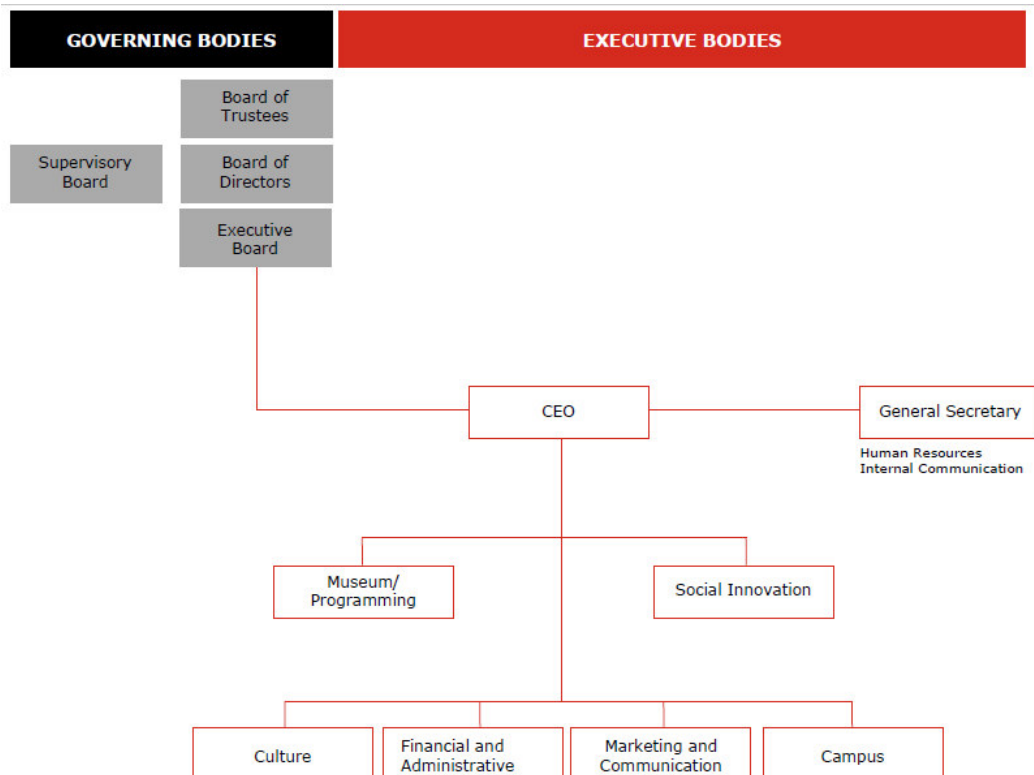 GOVERNING BODIES
EXECUTIVE BODIES
Board of
Trustees
Supervisory
Board
Board of
Directors
Executive
Board
CEO
General Secretary
Human Resources
Internal Communication
Museum/
Programming
Social Innovation
Culture
Financial and
Administrative
Marketing and
Communication
Campus